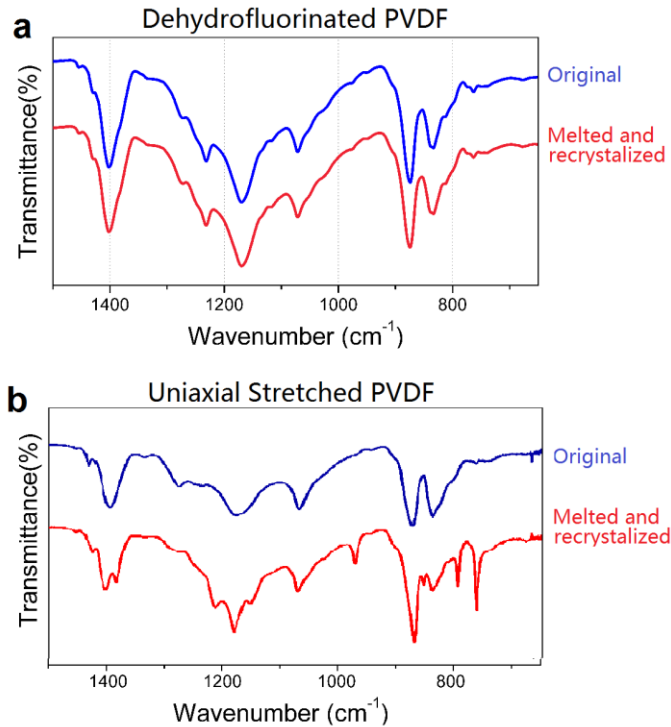 a
Dehydrofluorinated PVDF
Transmittance(%)
Original
Melted and
recrystalized
1400
1200
1000
800
Wavenumber (cm⁻¹)
b
Uniaxial Stretched PVDF
Transmittance(%)
Original
Melted and
recrystalized
1400
1200
1000
800
Wavenumber (cm⁻¹)